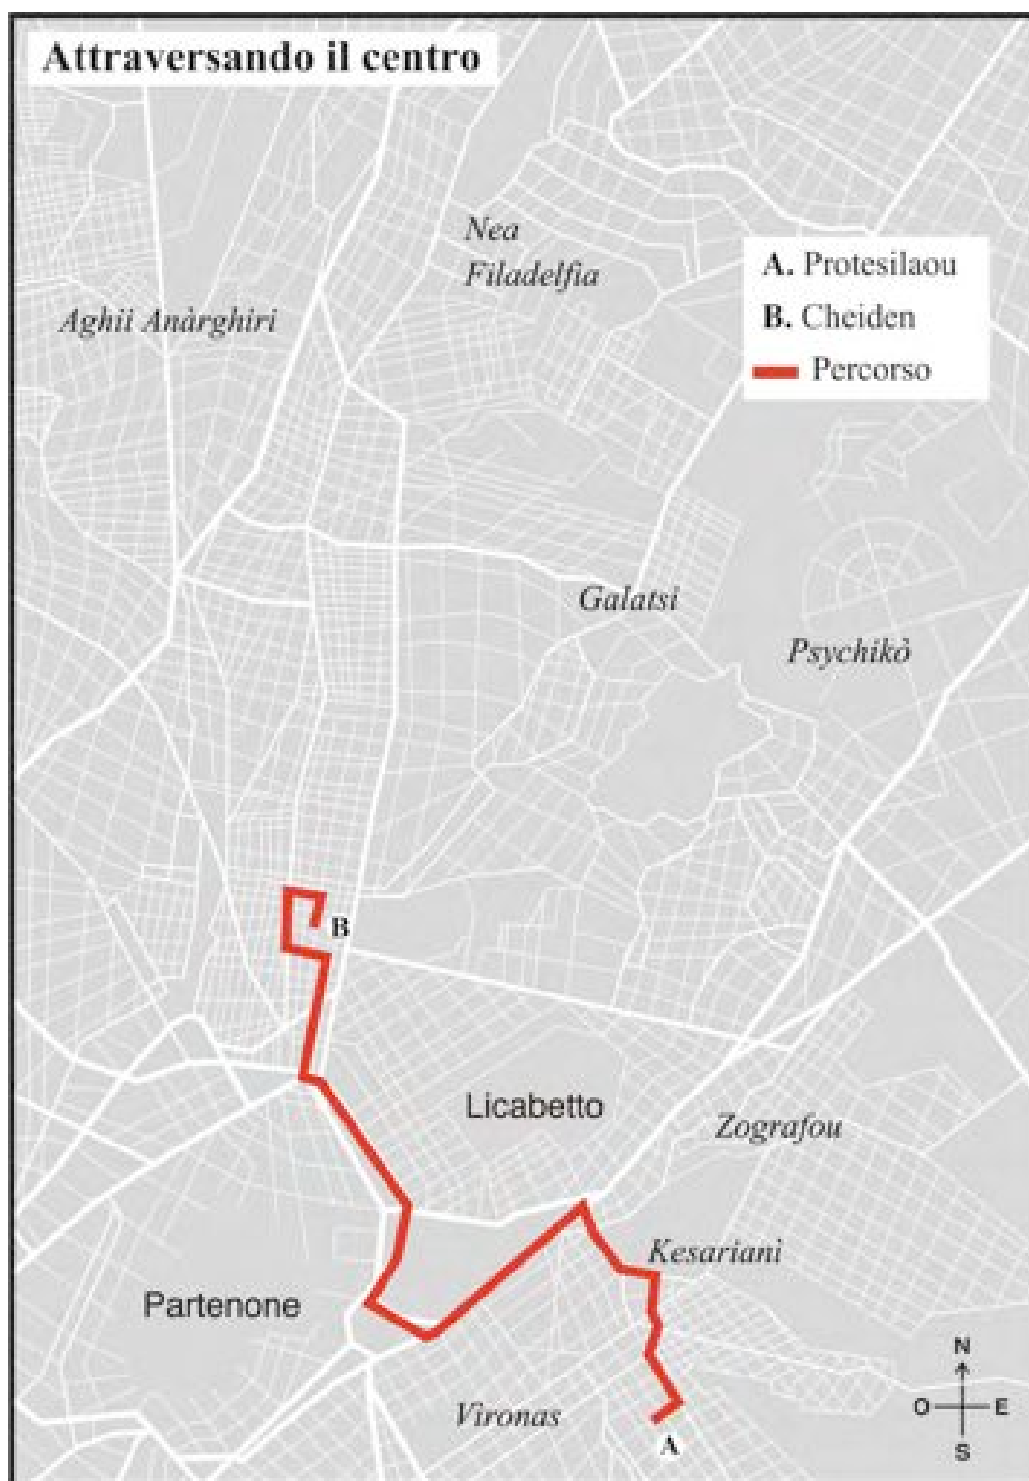 Attraversando il centro
Nea
Filadelfia
A. Protesilaou
B. Cheiden
Percorso
Aghii Anàrghiri
Galatsi
Psychikò
B
Licabetto
Zografou
Kesariani
Partenone
Vironas
A
N
O E
S